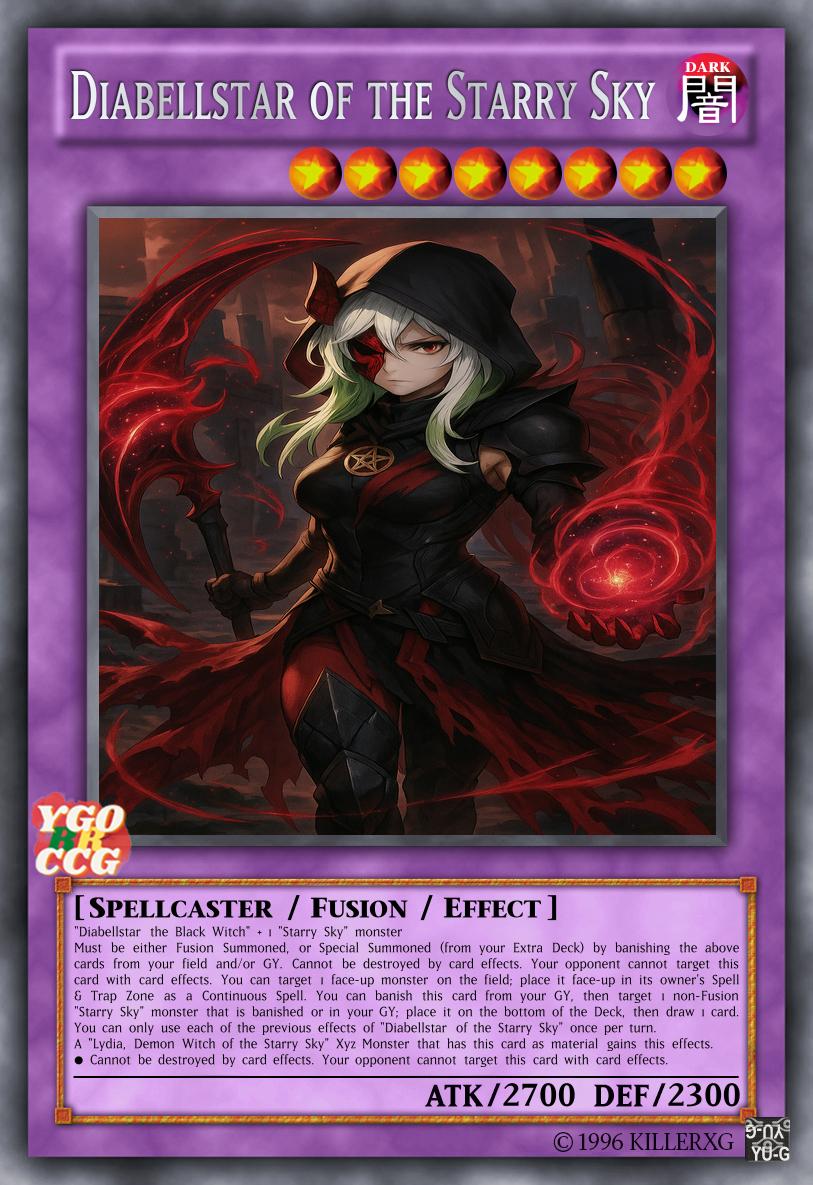 Diabellstar of the Starry Sky
DARK
闇
YGO
RR
CCG
[ Spellcaster / Fusion / Effect ]
"Diabellstar the Black Witch" + 1 "Starry Sky" monster
Must be either Fusion Summoned, or Special Summoned (from your Extra Deck) by banishing the above
cards from your field and/or GY. Cannot be destroyed by card effects. Your opponent cannot target this
card with card effects. You can target 1 face-up monster on the field; place it face-up in its owner's Spell
& Trap Zone as a Continuous Spell. You can banish this card from your GY, then target 1 non-Fusion
"Starry Sky" monster that is banished or in your GY; place it on the bottom of the Deck, then draw 1 card.
You can only use each of the previous effects of "Diabellstar of the Starry Sky" once per turn.
A "Lydia, Demon Witch of the Starry Sky" Xyz Monster that has this card as material gains this effects.
● Cannot be destroyed by card effects. Your opponent cannot target this card with card effects.
ATK/2700 DEF/2300
© 1996 KILLERXG
YU-G
YU-G